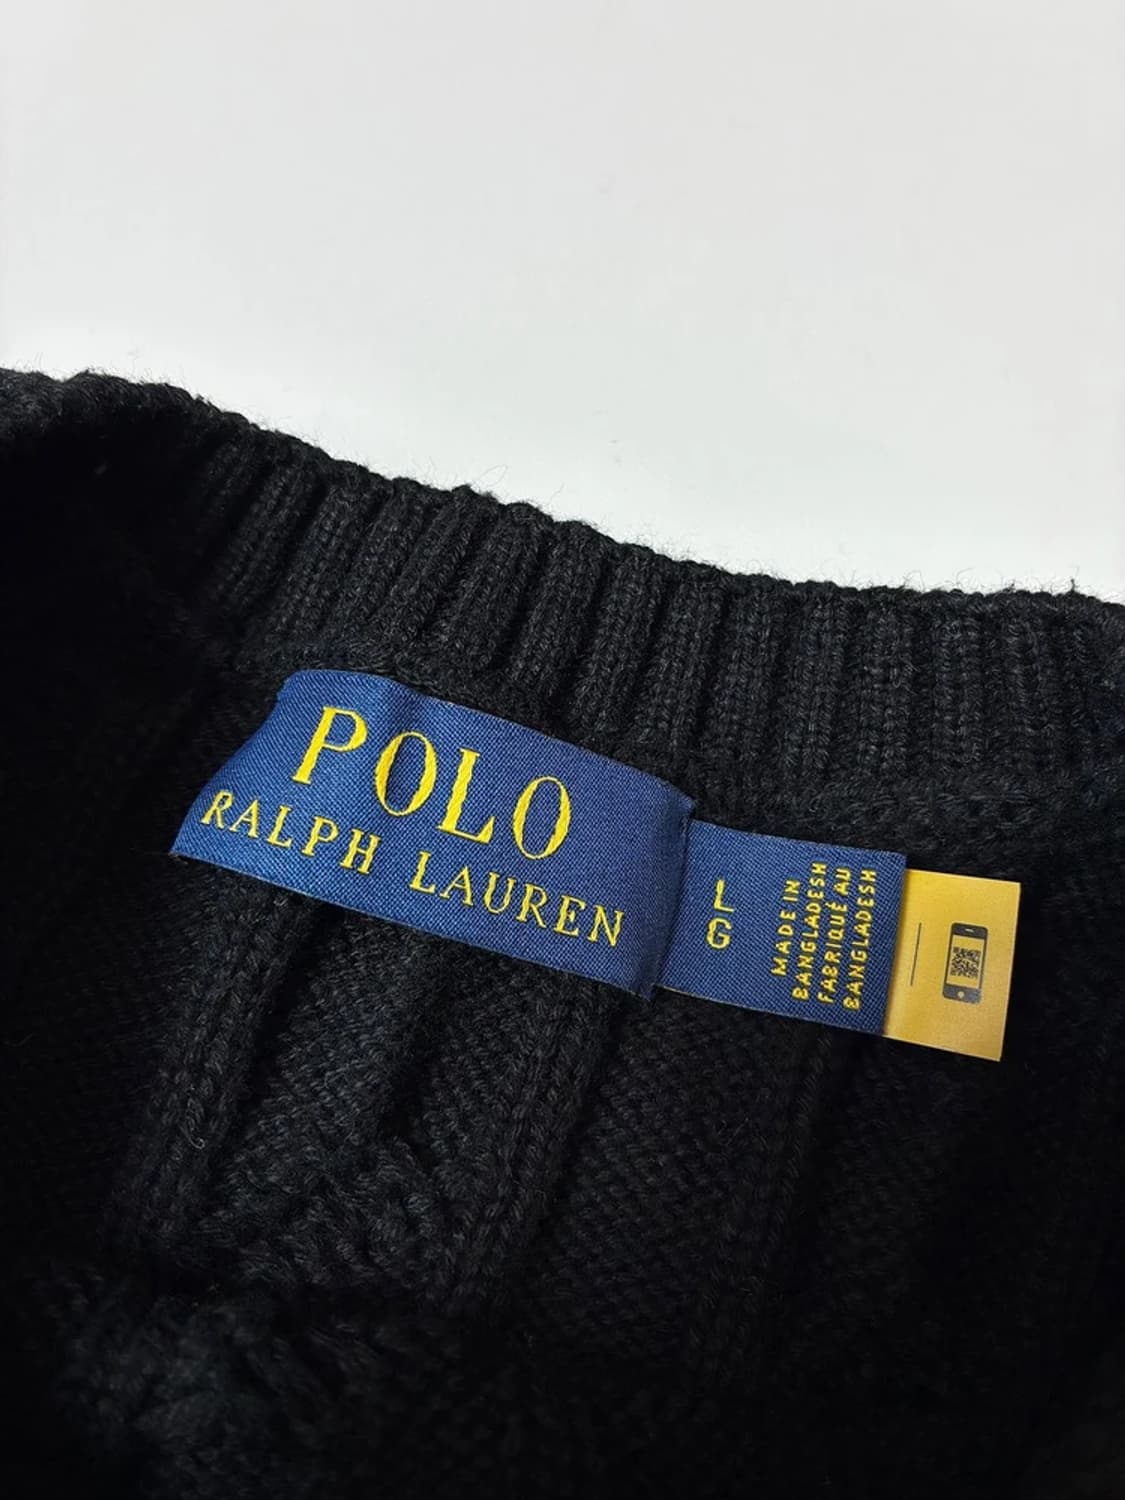 POLO
RALPH LAUREN
L
G
MADE IN
BANGLADESH
FABRIQUÉ AU
BANGLADESH